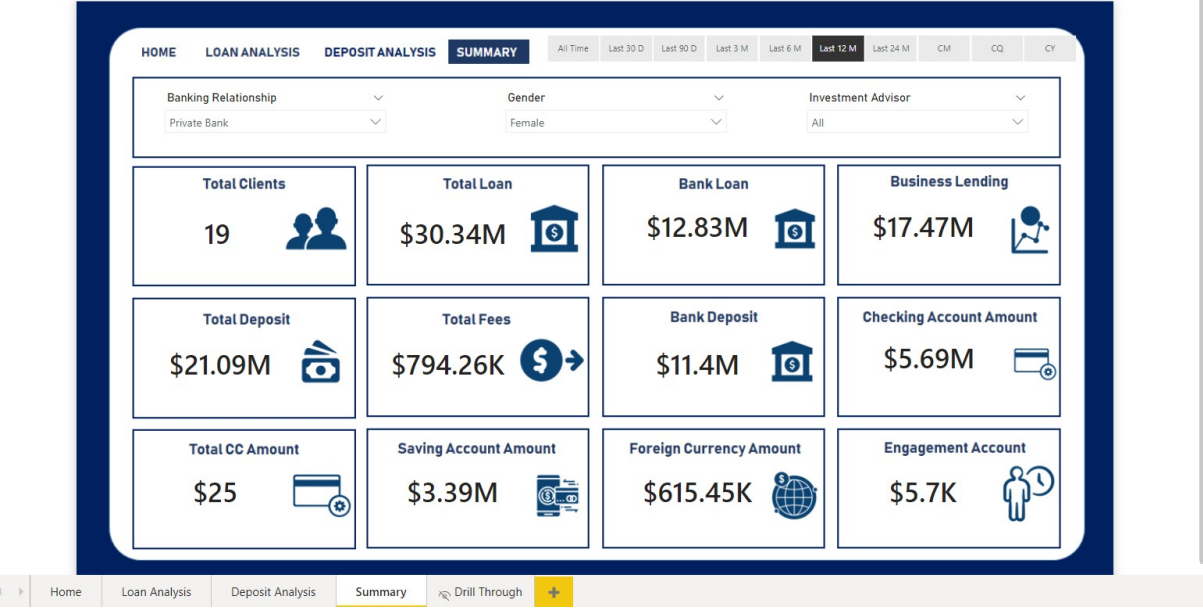 HOME LOAN ANALYSIS DEPOSIT ANALYSIS SUMMARY All Time Last 30 D Last 90 D Last 3 M Last 6 M Last 12 M Last 24 M CM CQ CY
Banking Relationship Gender Investment Advisor
Private Bank Female All
Total Clients Total Loan Bank Loan Business Lending
19 $30.34M $12.83M $17.47M
Total Deposit Total Fees Bank Deposit Checking Account Amount
$21.09M $794.26K $11.4M $5.69M
Total CC Amount Saving Account Amount Foreign Currency Amount Engagement Account
$25 $3.39M $615.45K $5.7K
Home Loan Analysis Deposit Analysis Summary Drill Through +